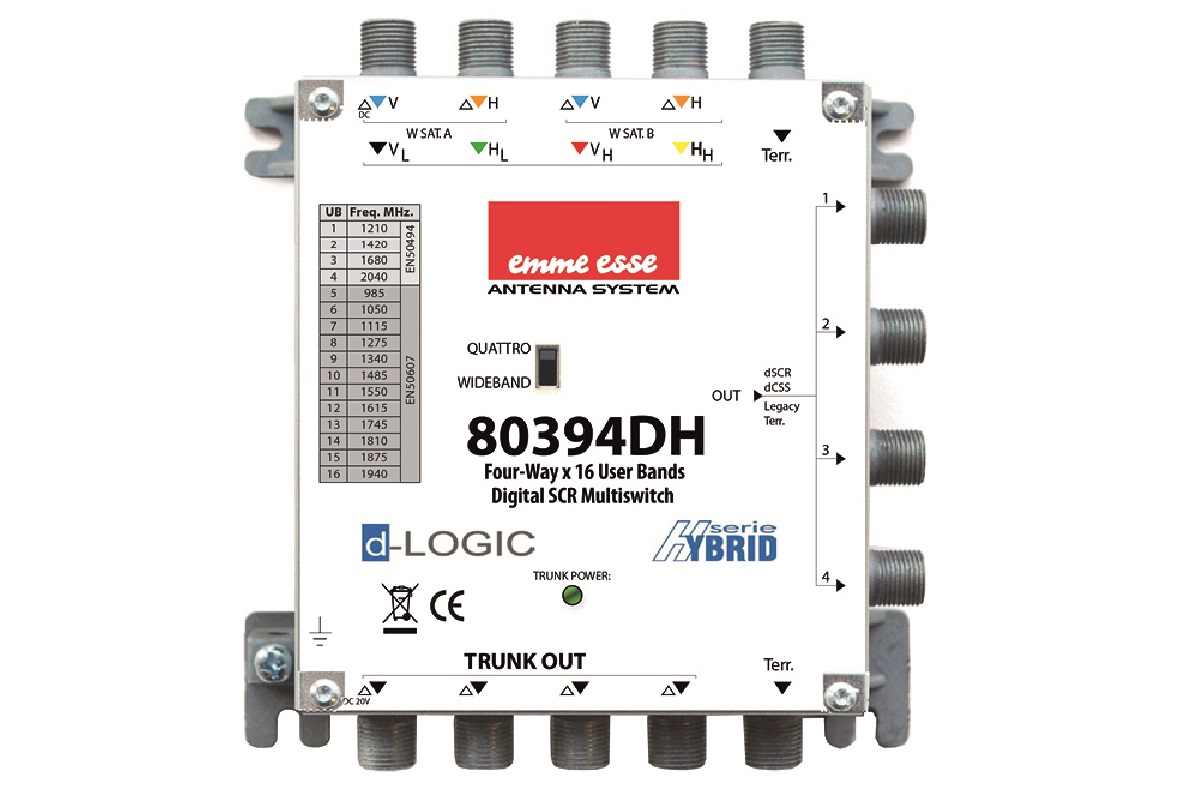 V H V H
DC
W SAT. A W SAT. B
VL HL VH HH
Terr.
UB Freq. MHz.
1 1210
2 1420
3 1680
4 2040
EN50494
5 985
6 1050
7 1115
8 1275
9 1340
10 1485
11 1550
12 1615
13 1745
14 1810
15 1875
16 1940
EN50607
emme esse
ANTENNA SYSTEM
QUATTRO
WIDEBAND
80394DH
Four-Way x 16 User Bands
Digital SCR Multiswitch
1
2
OUT
dSCR
dCSS
Legacy
Terr.
3
4
d-LOGIC
serie
HYBRID
TRUNK POWER:
CE
TRUNK OUT
Terr.
DC 20V